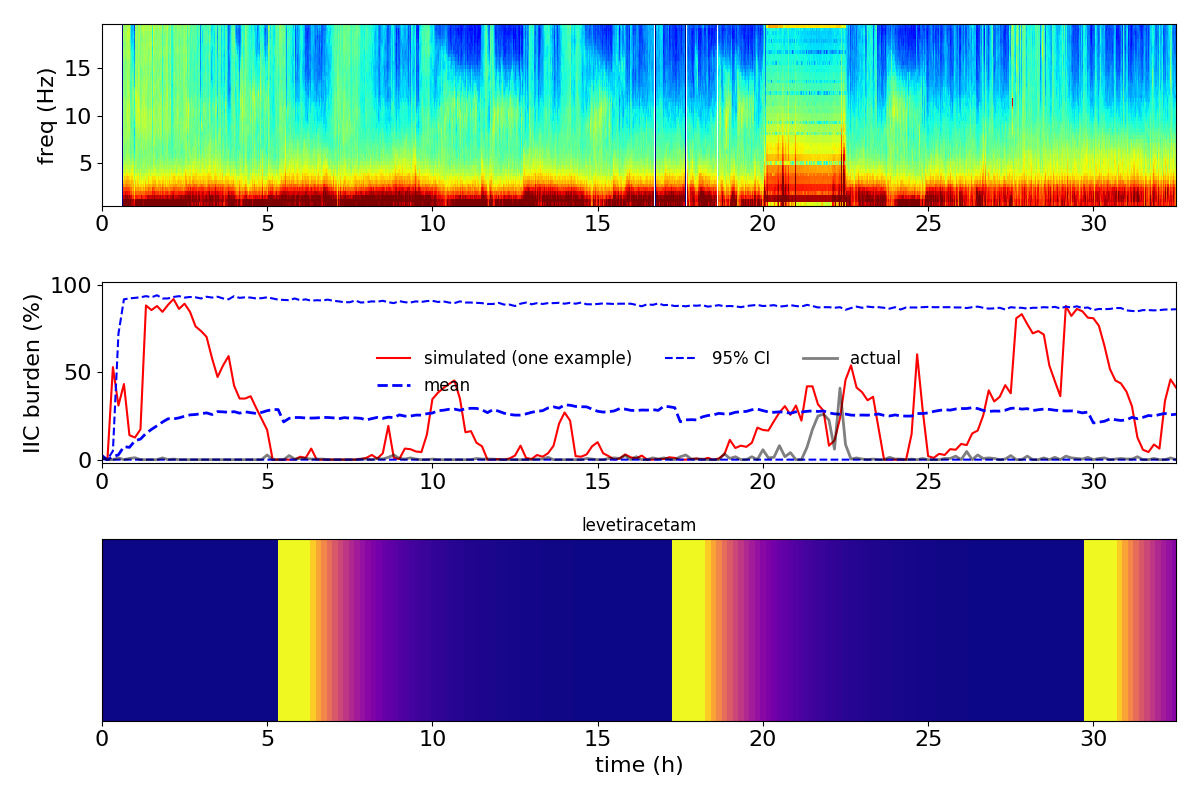 freq (Hz)
15
10
5
0 5 10 15 20 25 30
IIC burden (%)
100
50
0
simulated (one example) 95% CI actual
mean
0 5 10 15 20 25 30
levetiracetam
0 5 10 15 20 25 30
time (h)